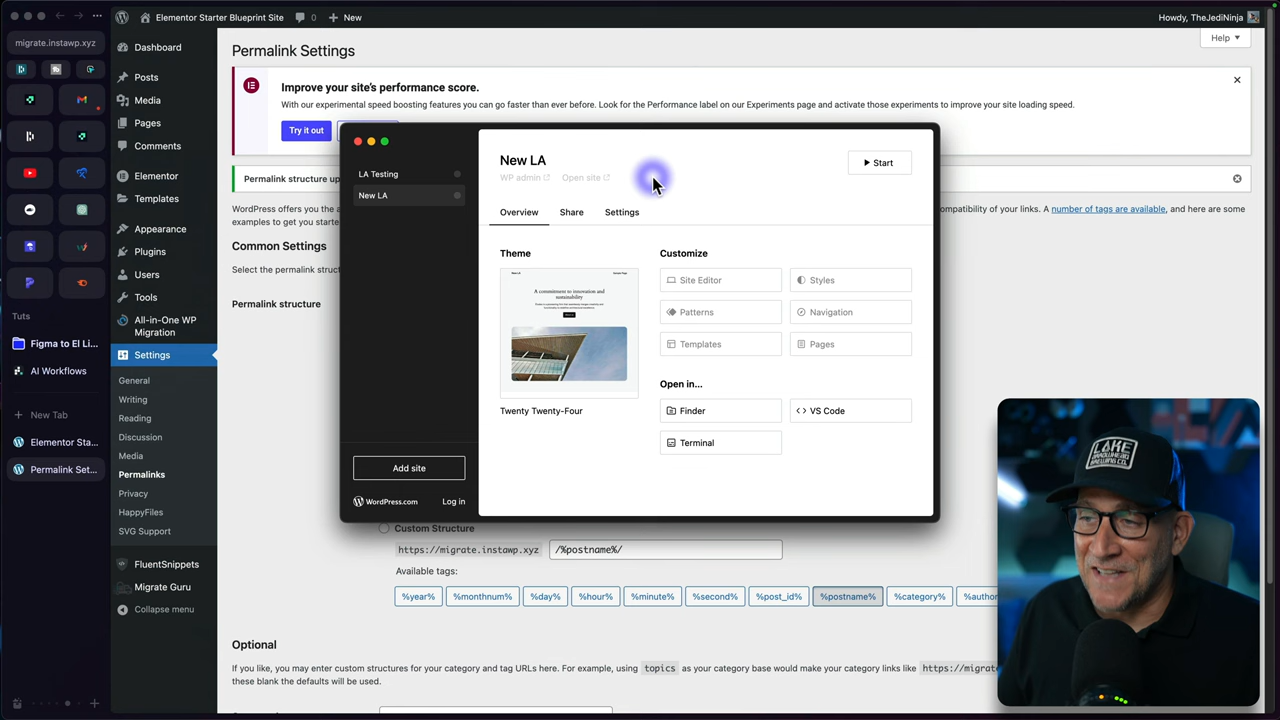 migrate.instawp.xyz
Tuts
Figma to El Li...
AI Workflows
New Tab
Elementor Sta...
Permalink Set...
Elementor Starter Blueprint Site
0
New
Howdy, TheJediNinja
Dashboard
Posts
Media
Pages
Comments
Elementor
Templates
Appearance
Plugins
Users
Tools
All-in-One WP
Migration
Settings
General
Writing
Reading
Discussion
Media
Permalinks
Privacy
HappyFiles
SVG Support
FluentSnippets
Migrate Guru
Collapse menu
Permalink Settings
Help
Improve your site's performance score.
With our experimental speed boosting features you can go faster than ever before. Look for the Performance label on our Experiments page and activate those experiments to improve your site loading speed.
Try it out
Permalink structure up
WordPress offers you the a
ompatibility of your links. A number of tags are available, and here are some
examples to get you starte
Common Settings
Select the permalink struct
Permalink structure
LA Testing
New LA
Add site
WordPress.com
Log in
New LA
WP admin
Open site
Start
Overview
Share
Settings
Theme
Twenty Twenty-Four
A commitment to innovation and
sustainability
Customize
Site Editor
Styles
Patterns
Navigation
Templates
Pages
Open in...
Finder
VS Code
Terminal
Custom Structure
https://migrate.instawp.xyz
/%postname%/
Available tags:
%year%
%monthnum%
%day%
%hour%
%minute%
%second%
%post_id%
%postname%
%category%
%author
Optional
If you like, you may enter custom structures for your category and tag URLs here. For example, using topics as your category base would make your category links like https://migrat
these blank the defaults will be used.
LAKE
ARROWHEAD
BREWING CO.